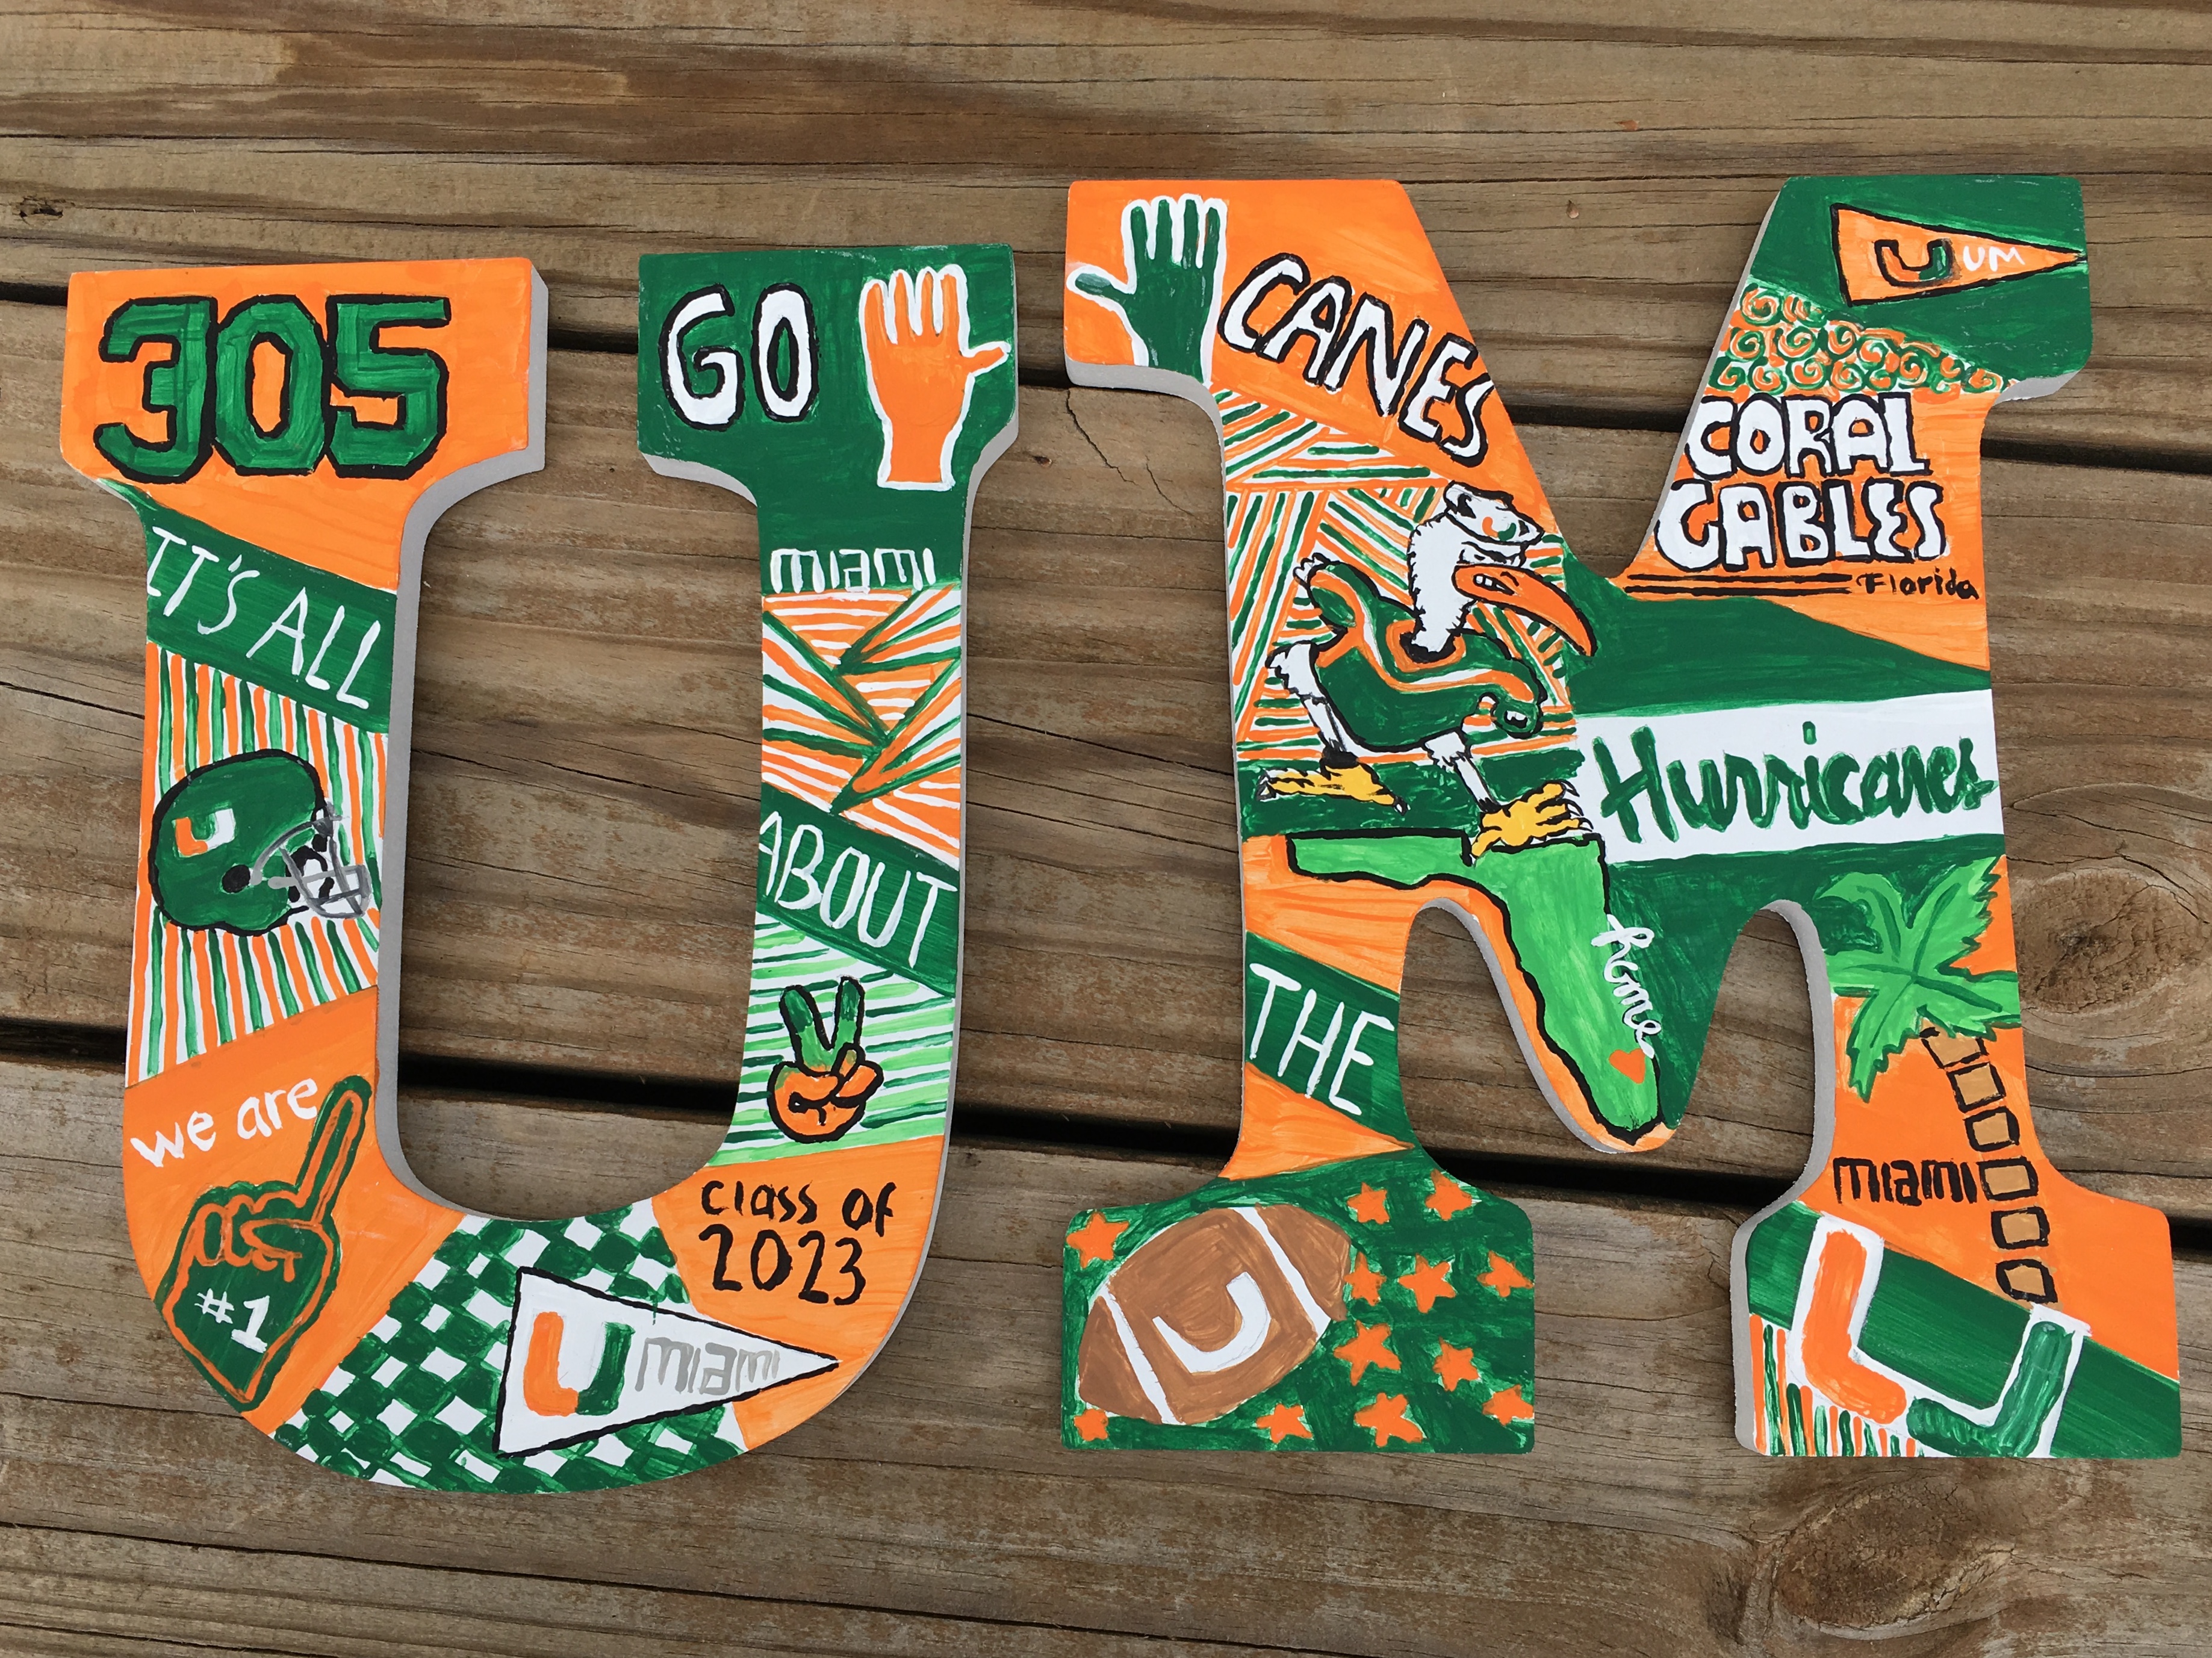 305
IT'S ALL
U
we are
#1
U MIAMI
class of
2023
GO
MIAMI
ABOUT
CANES
THE
U
home
U UM
CORAL
GABLES
Florida
Hurricanes
MIAMI
U